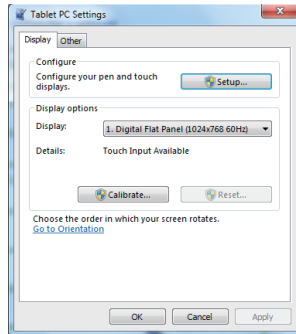 Tablet PC Settings
Display Other
Configure
Configure your pen and touch
displays.
Setup...
Display options
Display: 1. Digital Flat Panel (1024x768 60Hz)
Details: Touch Input Available
Calibrate... Reset...
Choose the order in which your screen rotates.
Go to Orientation
OK Cancel Apply